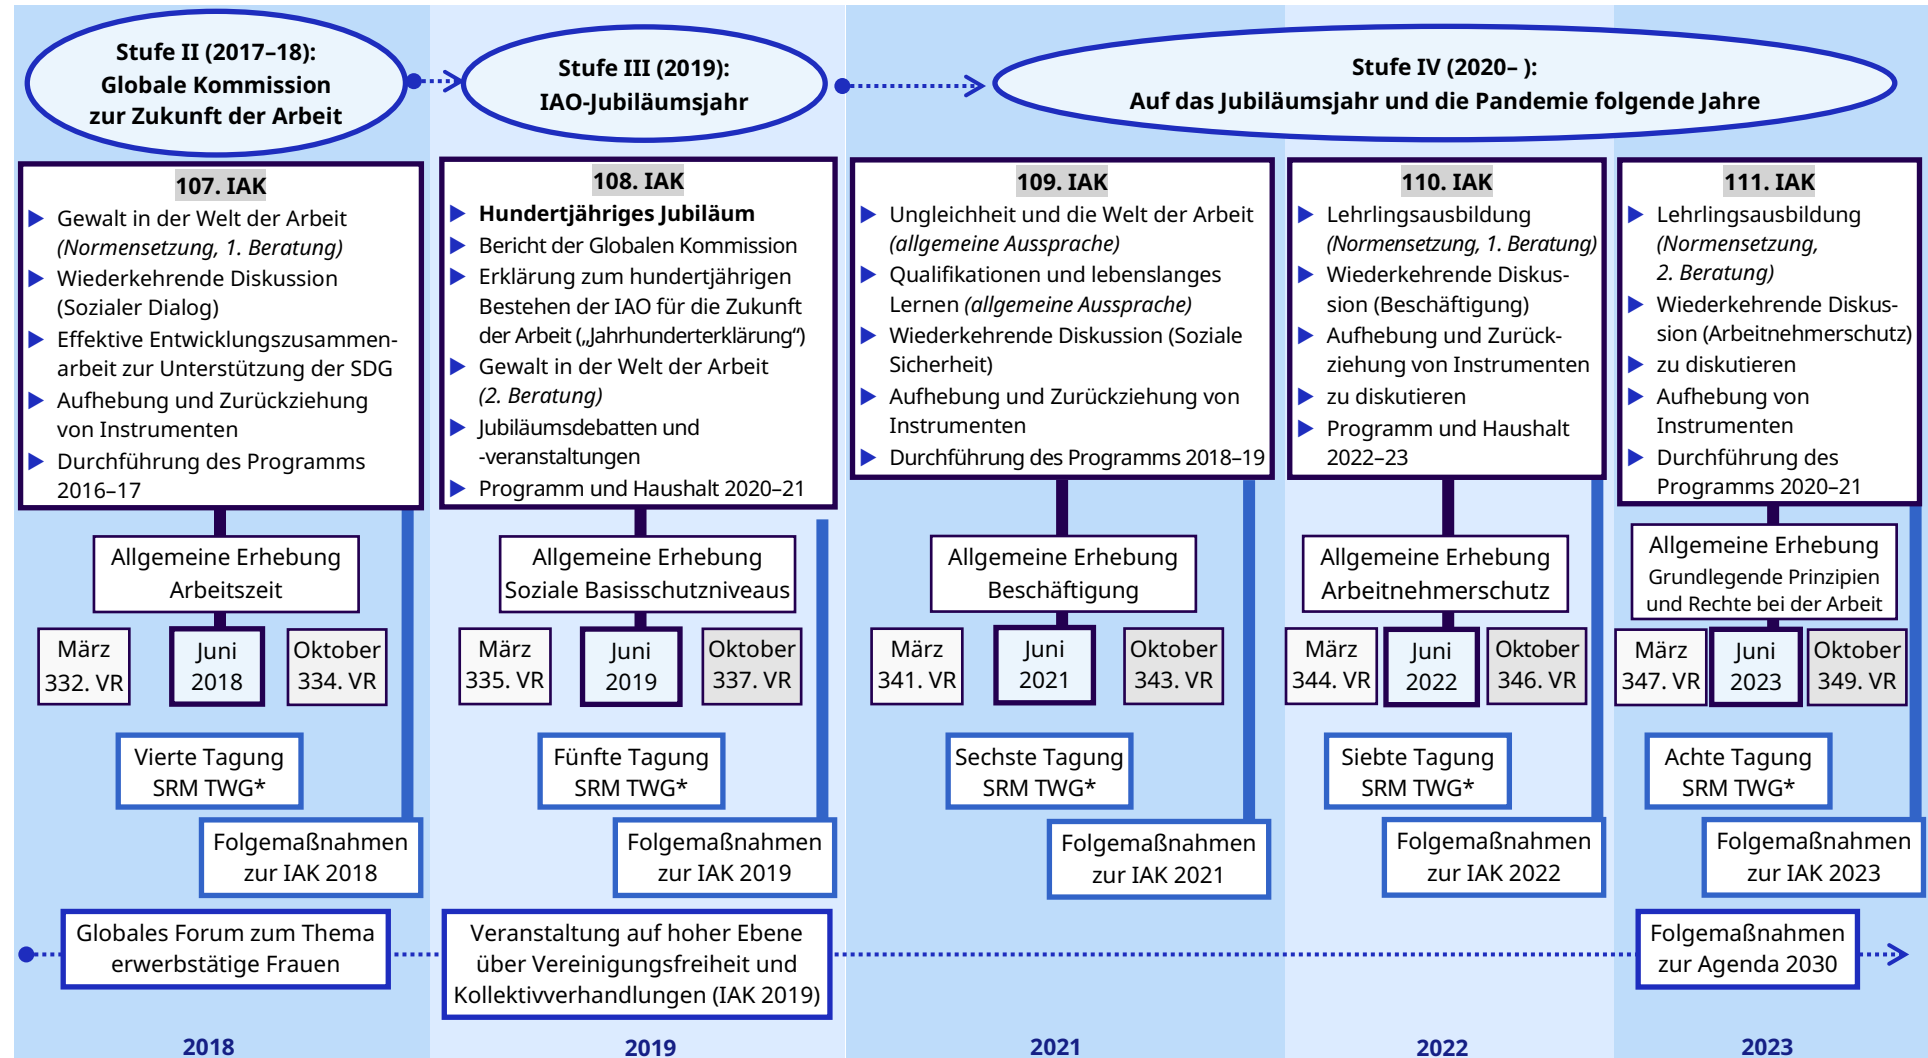 Stufe II (2017–18):
Globale Kommission
zur Zukunft der Arbeit
Stufe III (2019):
IAO-Jubiläumsjahr
Stufe IV (2020– ):
Auf das Jubiläumsjahr und die Pandemie folgende Jahre
107. IAK
Gewalt in der Welt der Arbeit
(Normensetzung, 1. Beratung)
Wiederkehrende Diskussion
(Sozialer Dialog)
Effektive Entwicklungszusammen-
arbeit zur Unterstützung der SDG
Aufhebung und Zurückziehung
von Instrumenten
Durchführung des Programms
2016–17
108. IAK
Hundertjähriges Jubiläum
Bericht der Globalen Kommission
Erklärung zum hundertjährigen
Bestehen der IAO für die Zukunft
der Arbeit („Jahrhunderterklärung“)
Gewalt in der Welt der Arbeit
(2. Beratung)
Jubiläumsdebatten und
-veranstaltungen
Programm und Haushalt 2020–21
109. IAK
Ungleichheit und die Welt der Arbeit
(allgemeine Aussprache)
Qualifikationen und lebenslanges
Lernen (allgemeine Aussprache)
Wiederkehrende Diskussion (Soziale
Sicherheit)
Aufhebung und Zurückziehung von
Instrumenten
Durchführung des Programms 2018–19
110. IAK
Lehrlingsausbildung
(Normensetzung, 1. Beratung)
Wiederkehrende Diskus-
sion (Beschäftigung)
Aufhebung und Zurück-
ziehung von Instrumenten
zu diskutieren
Programm und Haushalt
2022–23
111. IAK
Lehrlingsausbildung
(Normensetzung,
2. Beratung)
Wiederkehrende Diskus-
sion (Arbeitnehmerschutz)
zu diskutieren
Aufhebung von
Instrumenten
Durchführung des
Programms 2020–21
Allgemeine Erhebung
Arbeitszeit
Allgemeine Erhebung
Soziale Basisschutzniveaus
Allgemeine Erhebung
Beschäftigung
Allgemeine Erhebung
Arbeitnehmerschutz
Allgemeine Erhebung
Grundlegende Prinzipien
und Rechte bei der Arbeit
März
332. VR
Juni
2018
Oktober
334. VR
März
335. VR
Juni
2019
Oktober
337. VR
März
341. VR
Juni
2021
Oktober
343. VR
März
344. VR
Juni
2022
Oktober
346. VR
März
347. VR
Juni
2023
Oktober
349. VR
Vierte Tagung
SRM TWG*
Fünfte Tagung
SRM TWG*
Sechste Tagung
SRM TWG*
Siebte Tagung
SRM TWG*
Achte Tagung
SRM TWG*
Folgemaßnahmen
zur IAK 2018
Folgemaßnahmen
zur IAK 2019
Folgemaßnahmen
zur IAK 2021
Folgemaßnahmen
zur IAK 2022
Folgemaßnahmen
zur IAK 2023
Globales Forum zum Thema
erwerbstätige Frauen
Veranstaltung auf hoher Ebene
über Vereinigungsfreiheit und
Kollektivverhandlungen (IAK 2019)
Folgemaßnahmen
zur Agenda 2030
2018
2019
2021
2022
2023